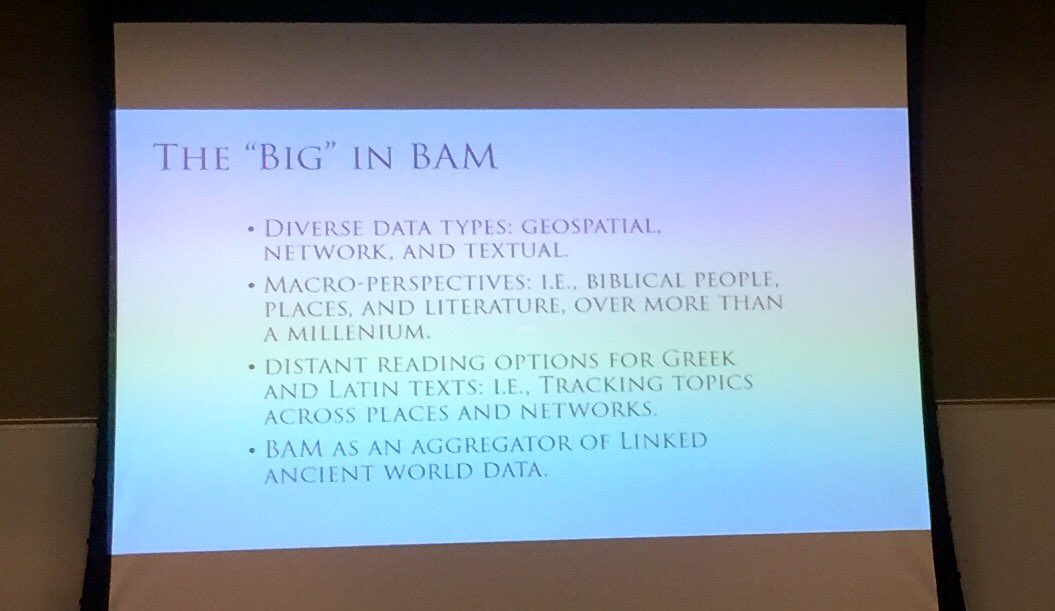 The “Big” in BAM
• Diverse data types: geospatial,
network, and textual.
• Macro-perspectives: i.e., biblical people,
places, and literature, over more than
a millenium.
• distant reading options for Greek
and Latin texts: i.e., Tracking topics
across places and networks.
• BAM as an aggregator of Linked
ancient world data.